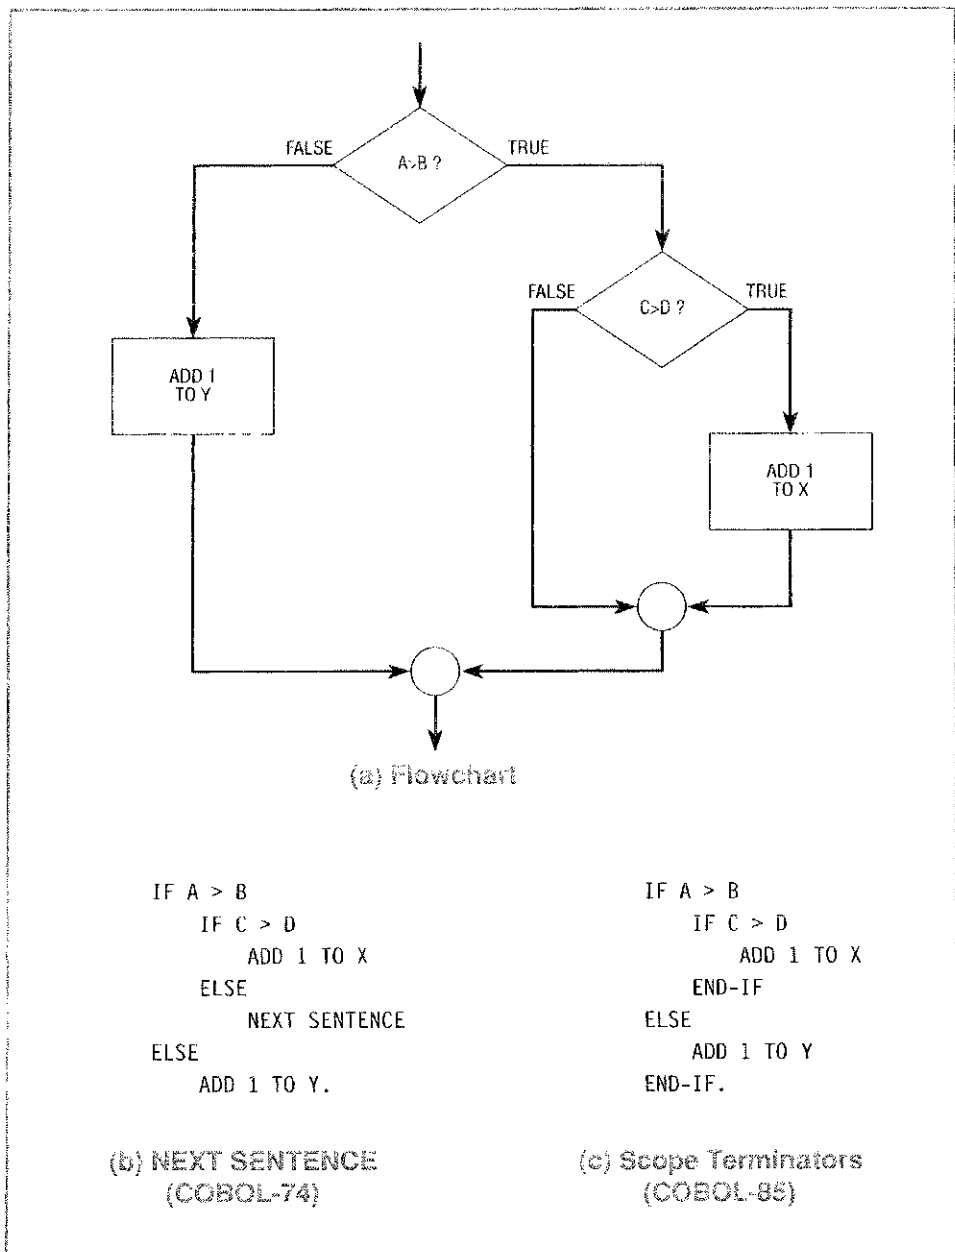 FALSE
A>B ?
TRUE
FALSE
C>D ?
TRUE
ADD 1
TO Y
ADD 1
TO X
(a) Flowchart
IF A > B
    IF C > D
        ADD 1 TO X
    ELSE
        NEXT SENTENCE
ELSE
    ADD 1 TO Y.
(b) NEXT SENTENCE
(COBOL-74)
IF A > B
    IF C > D
        ADD 1 TO X
    END-IF
ELSE
    ADD 1 TO Y
END-IF.
(c) Scope Terminators
(COBOL-85)